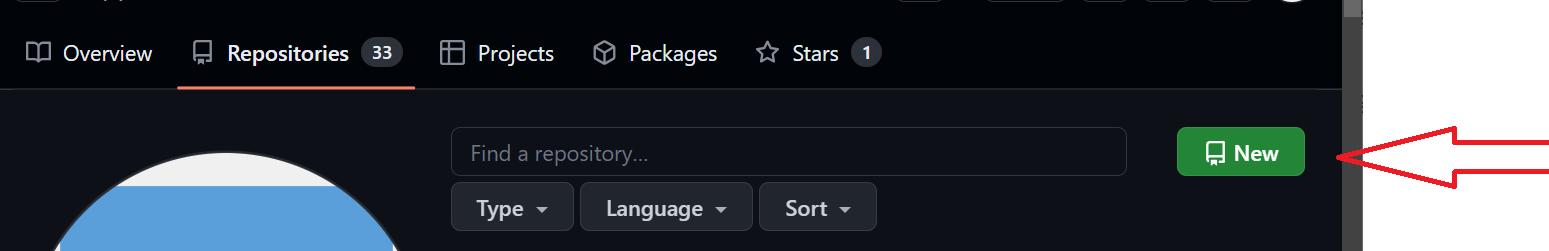 Overview Repositories 33 Projects Packages Stars 1
Find a repository... New
Type Language Sort